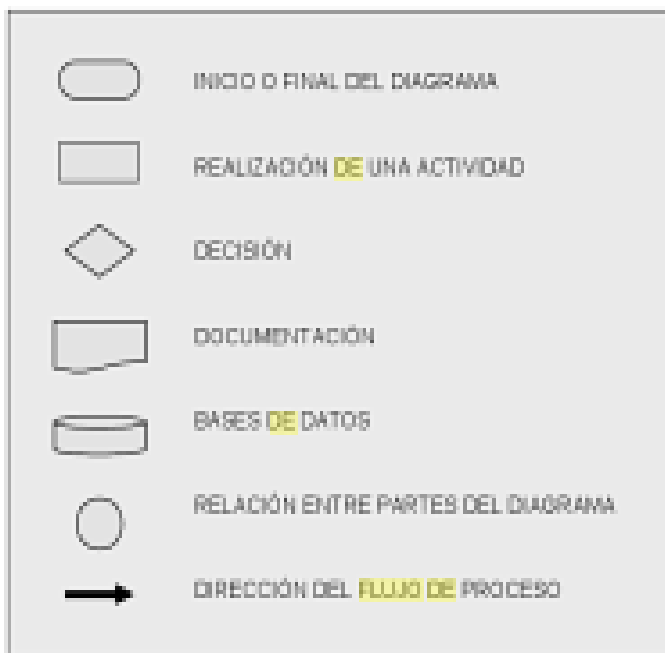 INICIO O FINAL DEL DIAGRAMA
REALIZACIÓN DE UNA ACTIVIDAD
DECISIÓN
DOCUMENTACIÓN
BASES DE DATOS
RELACIÓN ENTRE PARTES DEL DIAGRAMA
DIRECCIÓN DEL FLUJO DE PROCESO